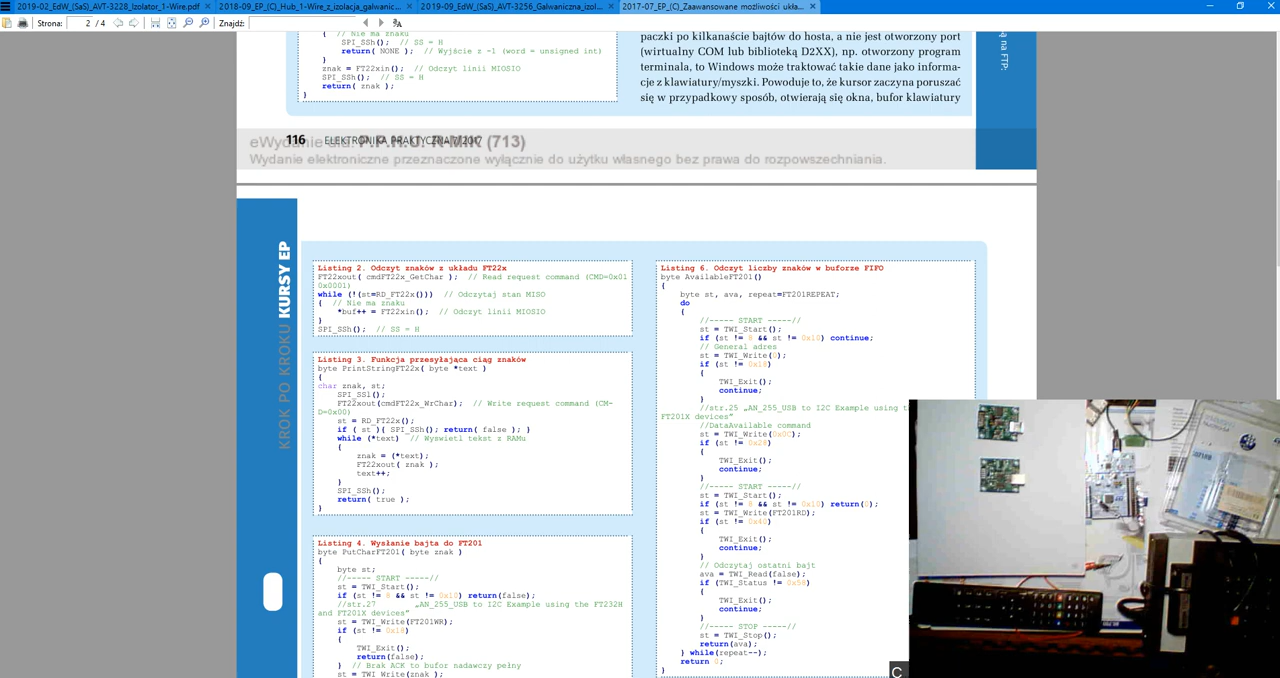 2019-02_EdW_(SaS)_AVT-3228_Izolator_1-Wire.pdf
2018-09_EP_(C)_Hub_1-Wire_z_izolacja_galwanic...
2019-09_EdW_(SaS)_AVT-3256_Galwaniczna_izol...
2017-07_EP_(C)_Zaawansowane możliwości ukła...
Strona: 2 / 4 Znajdź:
{ // Nie ma znaku
SPI_SSh(); // SS = H
return( NONE ); // Wyjście z -1 (word = unsigned int)
}
znak = FT22xin(); // Odczyt linii MIOSIO
SPI_SSh(); // SS = H
return( znak );
}
paczki po kilkanaście bajtów do hosta, a nie jest otworzony port
(wirtualny COM lub biblioteką D2XX), np. otworzony program
terminala, to Windows może traktować takie dane jako informa-
cje z klawiatury/myszki. Powoduje to, że kursor zaczyna poruszać
się w przypadkowy sposób, otwierają się okna, bufor klawiatury
ą na FTP:
116 ELEKTRONIKA PRAKTYCZNA 7/2017
eWydanie dla: (713)
Wydanie elektroniczne przeznaczone wyłącznie do użytku własnego bez prawa do rozpowszechniania.
KROK PO KROKU KURSY EP
Listing 2. Odczyt znaków z układu FT22x
FT22xout( cmdFT22x_GetChar ); // Read request command (CMD=0x01
0x0001)
while (!(st=RD_FT22x())) // Odczytaj stan MISO
{ // Nie ma znaku
*buf++ = FT22xin(); // Odczyt linii MIOSIO
}
SPI_SSh(); // SS = H
Listing 3. Funkcja przesyłająca ciąg znaków
byte PrintStringFT22x( byte *text )
{
char znak, st;
SPI_SSl();
FT22xout(cmdFT22x_WrChar); // Write request command (CM-
D=0x00)
st = RD_FT22x();
if ( st ){ SPI_SSh(); return( false ); }
while (*text) // Wyswietl tekst z RAMu
{
znak = (*text);
FT22xout( znak );
text++;
}
SPI_SSh();
return( true );
}
Listing 4. Wysłanie bajta do FT201
byte PutCharFT201( byte znak )
{
byte st;
//----- START -----//
st = TWI_Start();
if (st != 8 && st != 0x10) return(false);
//str.27 „AN_255_USB to I2C Example using the FT232H
and FT201X devices”
st = TWI_Write(FT201WR);
if (st != 0x18)
{
TWI_Exit();
return(false);
} // Brak ACK to bufor nadawczy pełny
st = TWI_Write(znak );
Listing 6. Odczyt liczby znaków w buforze FIFO
byte AvailableFT201()
{
byte st, ava, repeat=FT201REPEAT;
do
{
//----- START -----//
st = TWI_Start();
if (st != 8 && st != 0x10) continue;
// General adres
st = TWI_Write(0);
if (st != 0x18)
{
TWI_Exit();
continue;
}
//str.25 „AN_255_USB to I2C Example using t
FT201X devices”
//DataAvailable command
st = TWI_Write(0x0C);
if (st != 0x28)
{
TWI_Exit();
continue;
}
//----- START -----//
st = TWI_Start();
if (st != 8 && st != 0x10) return(0);
st = TWI_Write(FT201RD);
if (st != 0x40)
{
TWI_Exit();
continue;
}
// Odczytaj ostatni bajt
ava = TWI_Read(false);
if (TWI_Status != 0x58)
{
TWI_Exit();
continue;
}
//----- STOP -----//
st = TWI_Stop();
return(ava);
} while(repeat--);
return 0;
}
C